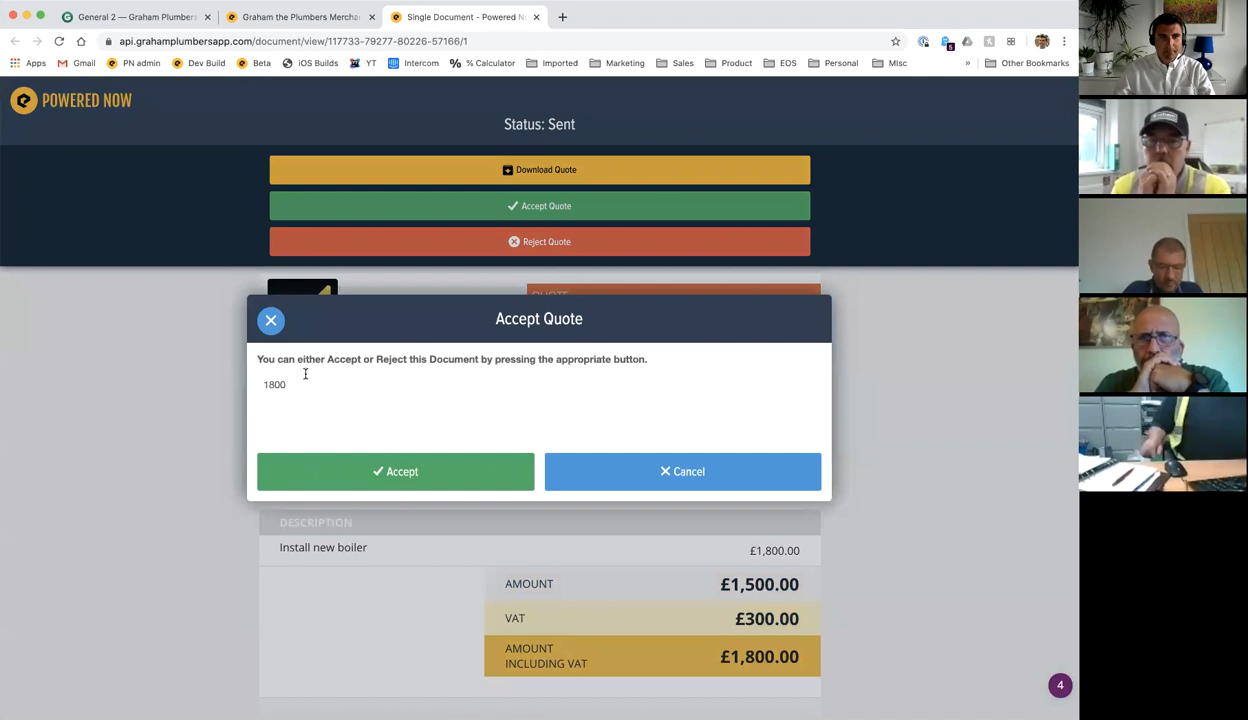 General 2 — Graham Plumbers
Graham the Plumbers Mercha
Single Document - Powered N
api.grahamplumbersapp.com/document/view/117733-79277-80226-57166/1
Apps
Gmail
PN admin
Dev Build
Beta
iOS Builds
YT
Intercom
% Calculator
Imported
Marketing
Sales
Product
EOS
Personal
MIsc
»
Other Bookmarks
POWERED NOW
Status: Sent
Download Quote
Accept Quote
Reject Quote
QUOTE
Accept Quote
You can either Accept or Reject this Document by pressing the appropriate button.
1800
Accept
Cancel
DESCRIPTION
Install new boiler £1,800.00
AMOUNT £1,500.00
VAT £300.00
AMOUNT
INCLUDING VAT £1,800.00
4